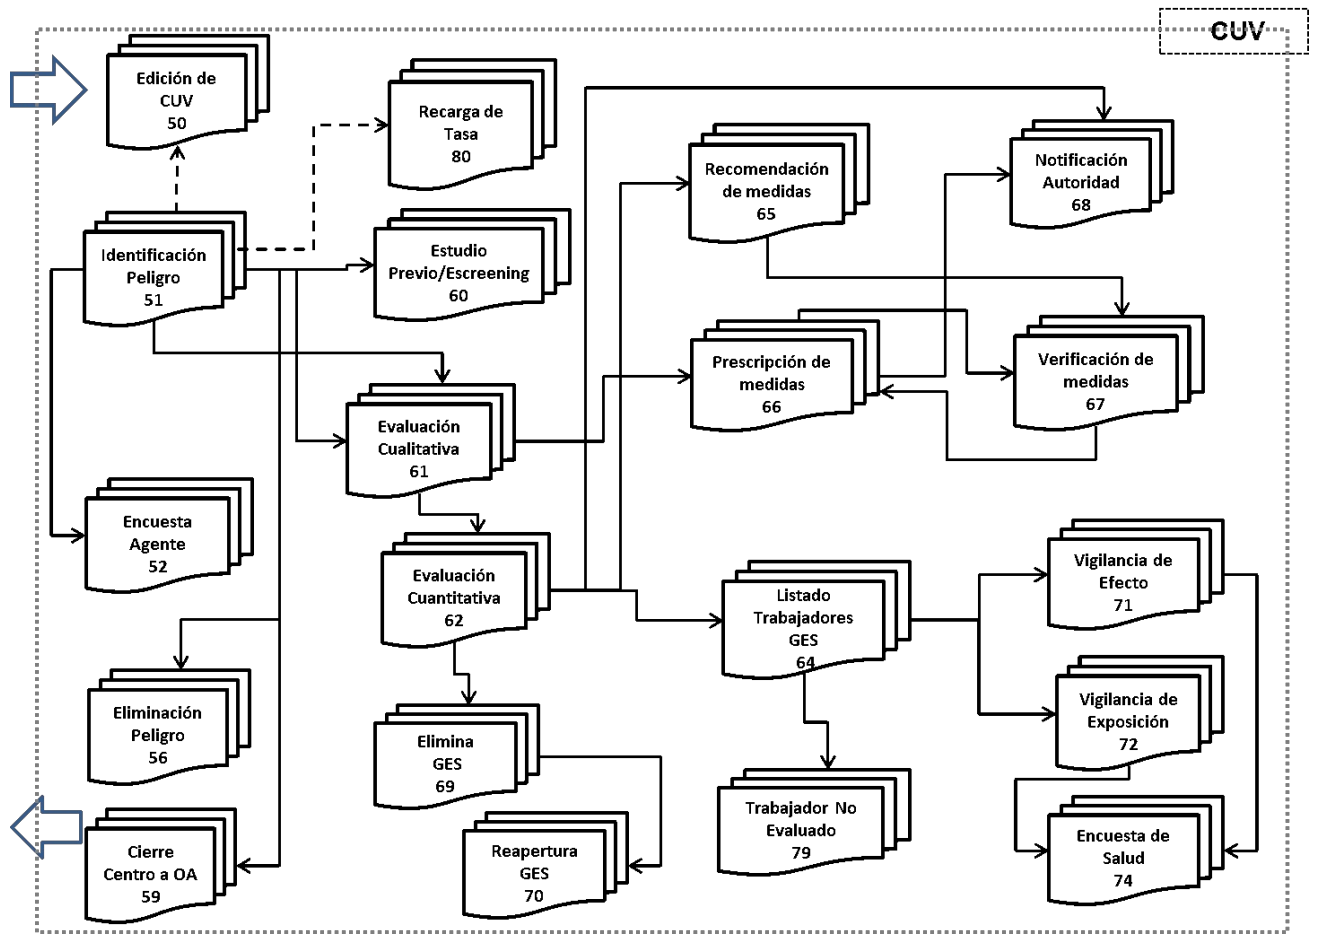 CUV
Edición de
CUV
50
Recarga de
Tasa
80
Recomendación
de medidas
65
Notificación
Autoridad
68
Identificación
Peligro
51
Estudio
Previo/Escreening
60
Prescripción de
medidas
66
Verificación de
medidas
67
Evaluación
Cualitativa
61
Encuesta
Agente
52
Evaluación
Cuantitativa
62
Listado
Trabajadores
GES
64
Vigilancia de
Efecto
71
Eliminación
Peligro
56
Elimina
GES
69
Vigilancia de
Exposición
72
Trabajador No
Evaluado
79
Cierre
Centro a OA
59
Reapertura
GES
70
Encuesta de
Salud
74